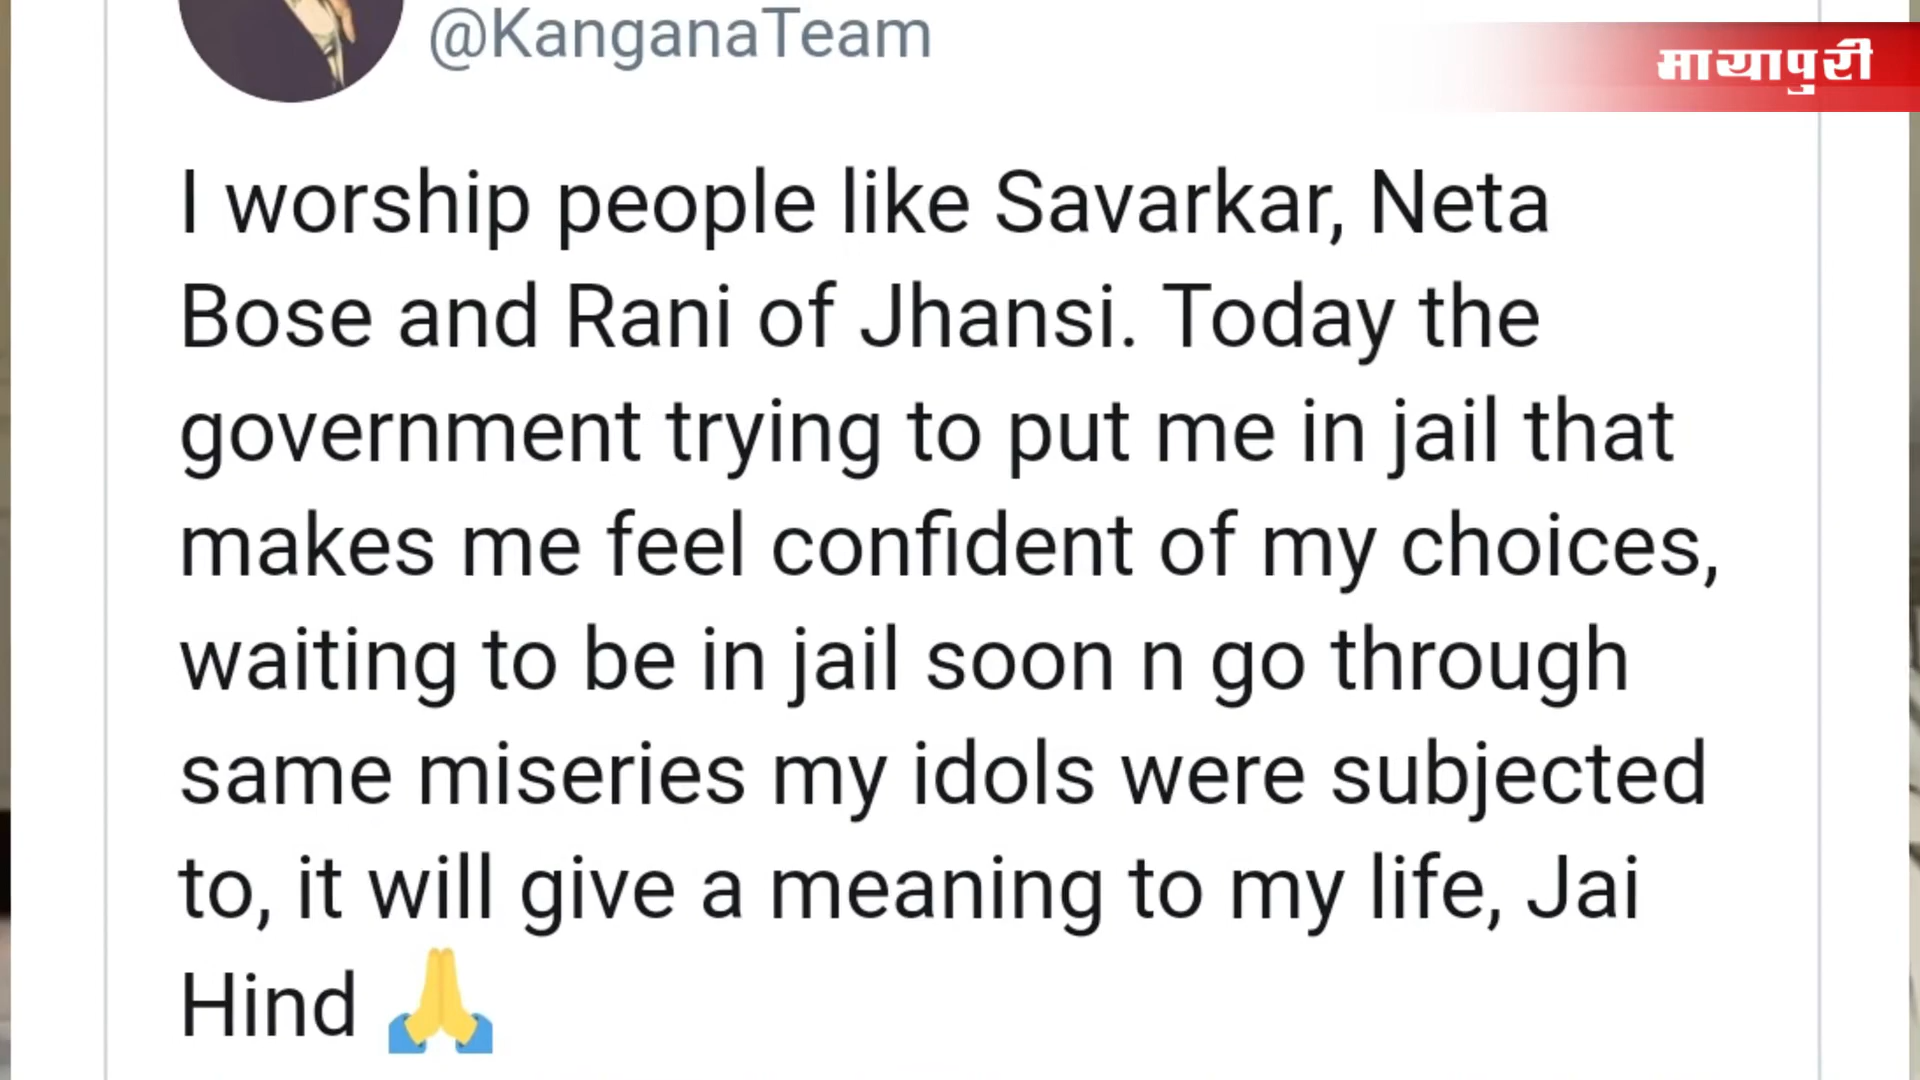 @KanganaTeam
मायापुरी
I worship people like Savarkar, Neta
Bose and Rani of Jhansi. Today the
government trying to put me in jail that
makes me feel confident of my choices,
waiting to be in jail soon n go through
same miseries my idols were subjected
to, it will give a meaning to my life, Jai
Hind 🙏